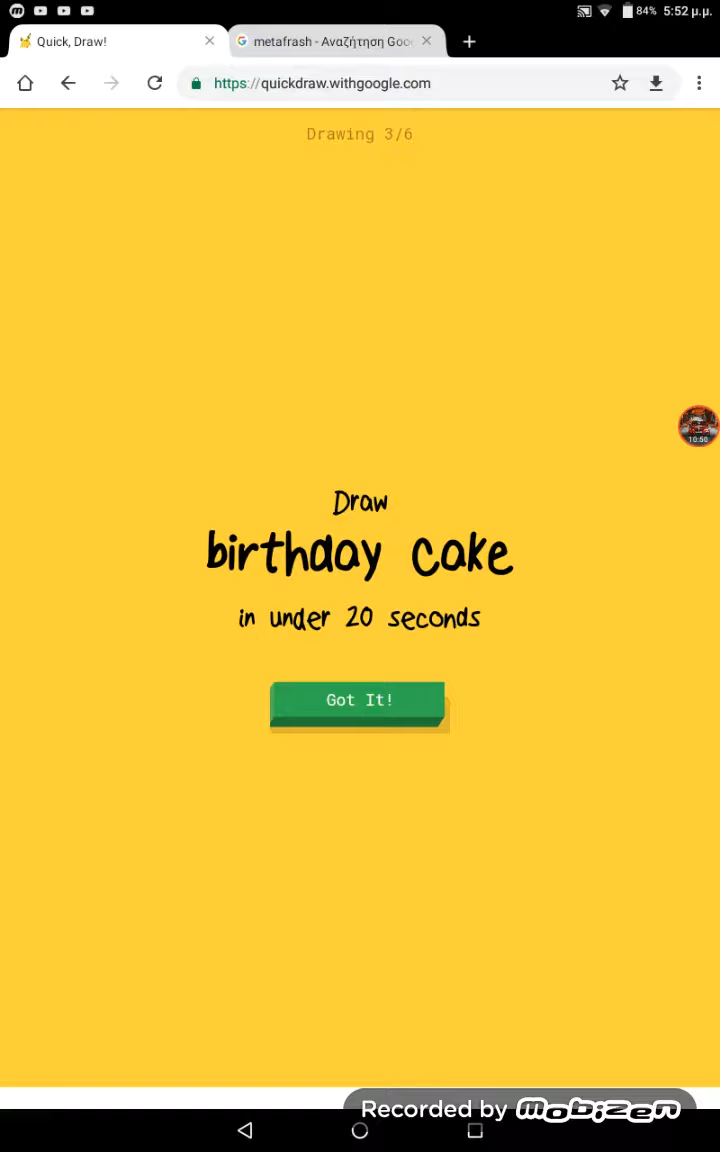 84% 5:52 μ.μ.
Quick, Draw!
metafrash - Αναζήτηση Goo
https://quickdraw.withgoogle.com
Drawing 3/6
10:50
Draw
birthday cake
in under 20 seconds
Got It!
Recorded by mobizen